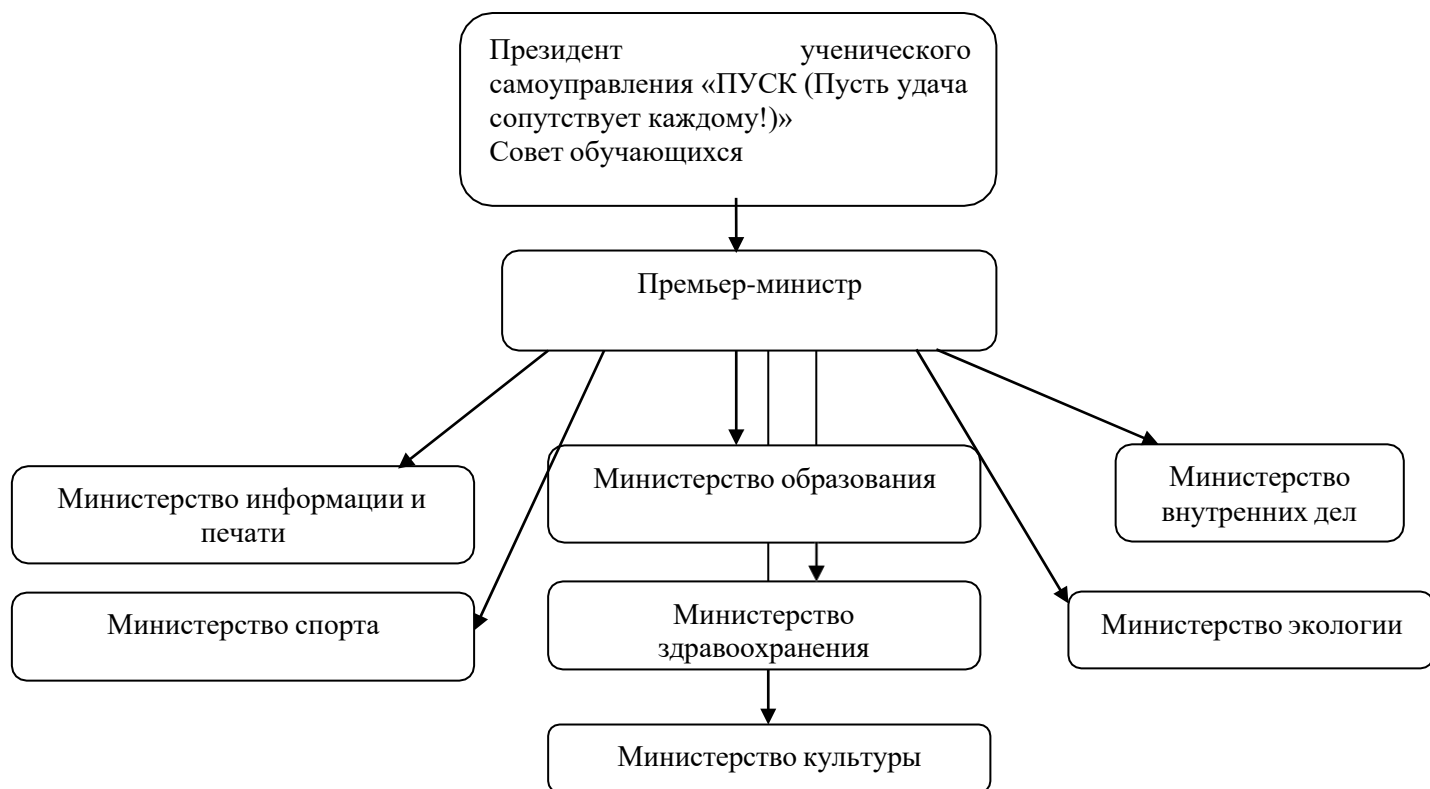 Президент ученического
самоуправления «ПУСК (Пусть удача
сопутствует каждому!)»
Совет обучающихся
Премьер-министр
Министерство информации и
печати
Министерство образования
Министерство
внутренних дел
Министерство спорта
Министерство
здравоохранения
Министерство экологии
Министерство культуры